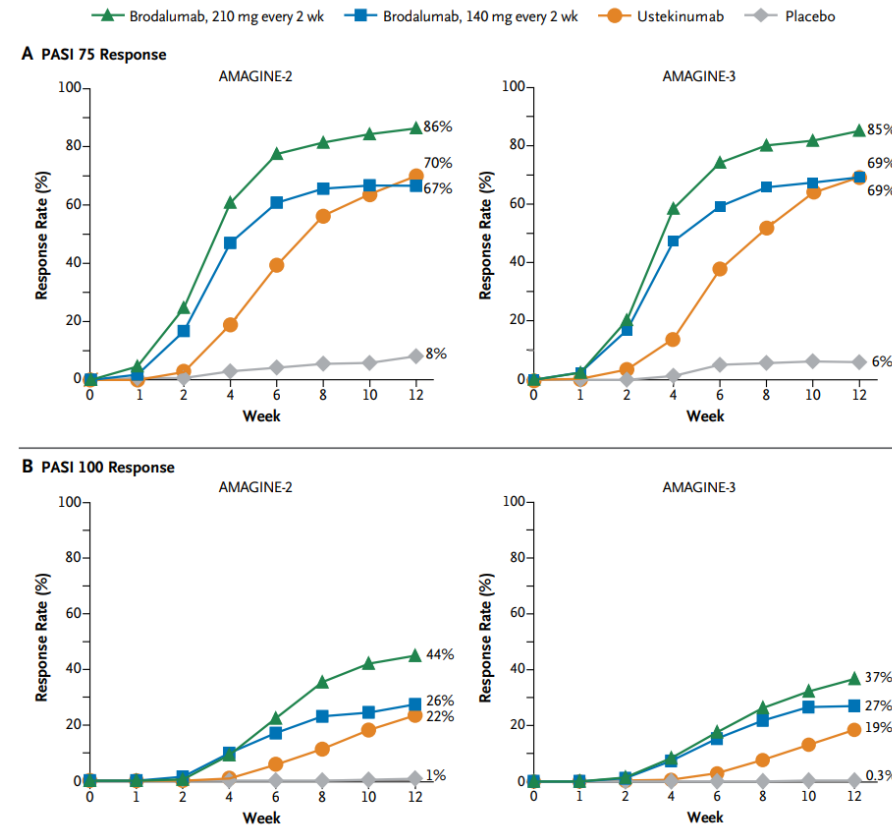 Brodalumab, 210 mg every 2 wk Brodalumab, 140 mg every 2 wk Ustekinumab Placebo
A PASI 75 Response
AMAGINE-2
100
80
60
40
20
0
Response Rate (%)
86%
70%
67%
8%
0 1 2 4 6 8 10 12
Week
AMAGINE-3
100
80
60
40
20
0
Response Rate (%)
85%
69%
69%
6%
0 1 2 4 6 8 10 12
Week
B PASI 100 Response
AMAGINE-2
100
80
60
40
20
0
Response Rate (%)
44%
26%
22%
1%
0 1 2 4 6 8 10 12
Week
AMAGINE-3
100
80
60
40
20
0
Response Rate (%)
37%
27%
19%
0.3%
0 1 2 4 6 8 10 12
Week